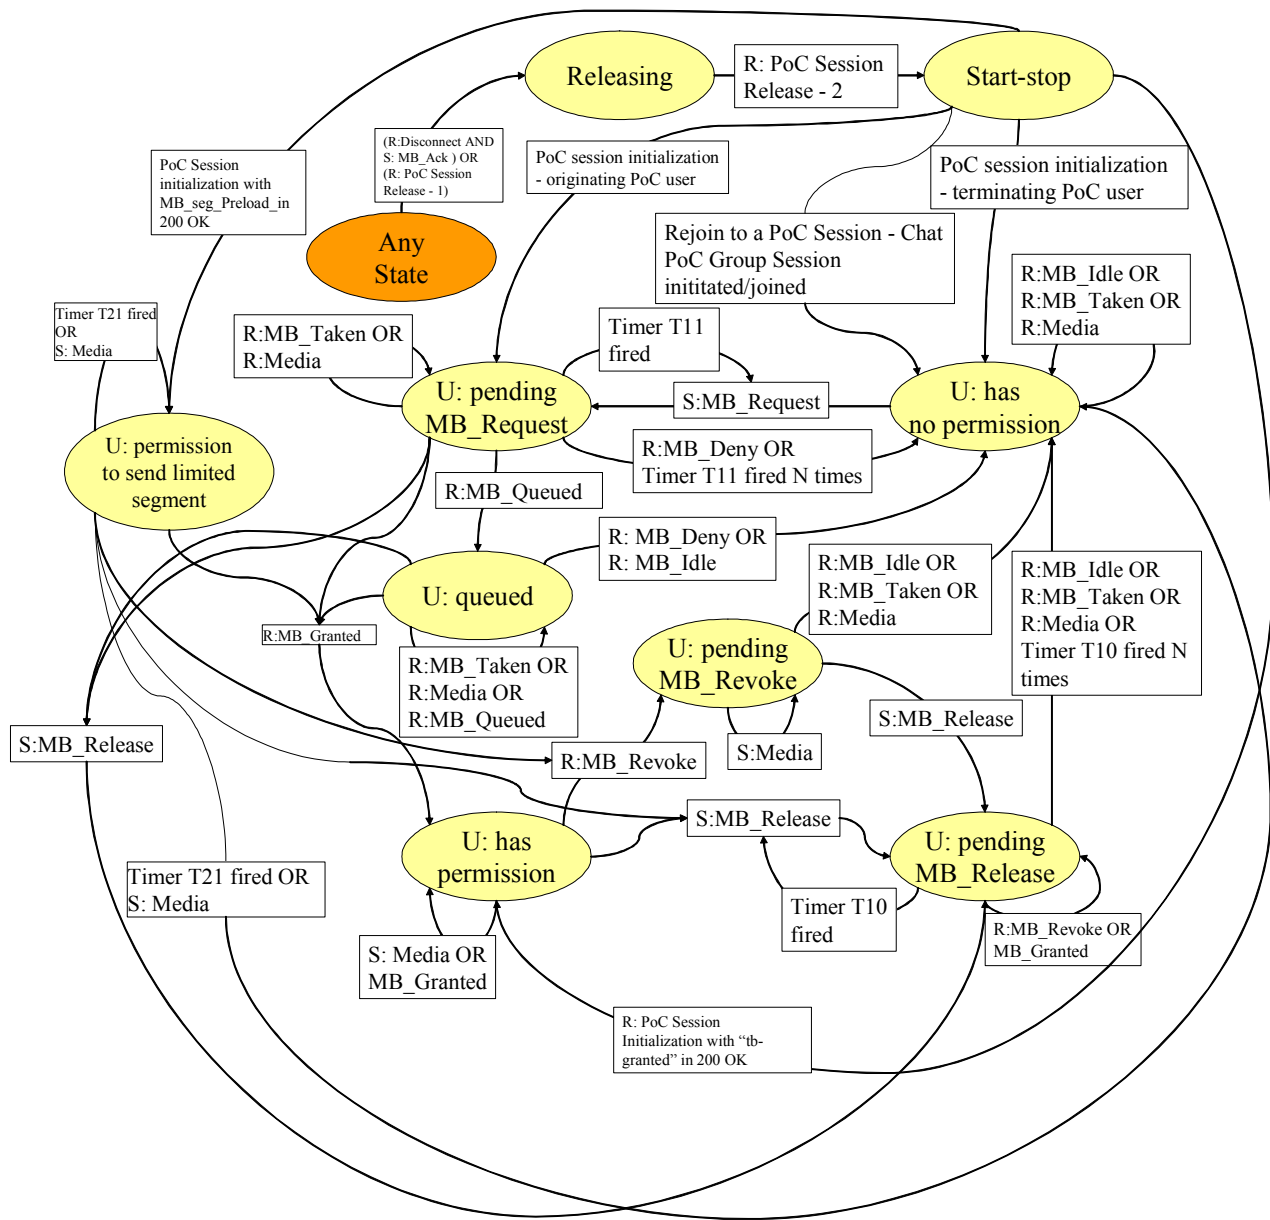 Releasing
R: PoC Session
Release - 2
Start-stop
(R:Disconnect AND
S: MB_Ack ) OR
(R: PoC Session
Release - 1)
PoC Session
initialization with
MB_seg_Preload_in
200 OK
PoC session initialization
- originating PoC user
PoC session initialization
- terminating PoC user
Any
State
Rejoin to a PoC Session - Chat
PoC Group Session
inititated/joined
R:MB_Idle OR
R:MB_Taken OR
R:Media
Timer T21 fired
OR
S: Media
R:MB_Taken OR
R:Media
Timer T11
fired
U: pending
MB_Request
S:MB_Request
U: has
no permission
U: permission
to send limited
segment
R:MB_Deny OR
Timer T11 fired N times
R:MB_Queued
R: MB_Deny OR
R: MB_Idle
R:MB_Idle OR
R:MB_Taken OR
R:Media
R:MB_Idle OR
R:MB_Taken OR
R:Media OR
Timer T10 fired N
times
U: queued
R:MB_Granted
R:MB_Taken OR
R:Media OR
R:MB_Queued
U: pending
MB_Revoke
S:MB_Release
S:MB_Release
R:MB_Revoke
S:Media
S:MB_Release
U: has
permission
U: pending
MB_Release
Timer T21 fired OR
S: Media
Timer T10
fired
R:MB_Revoke OR
MB_Granted
S: Media OR
MB_Granted
R: PoC Session
Initialization with “tb-
granted” in 200 OK